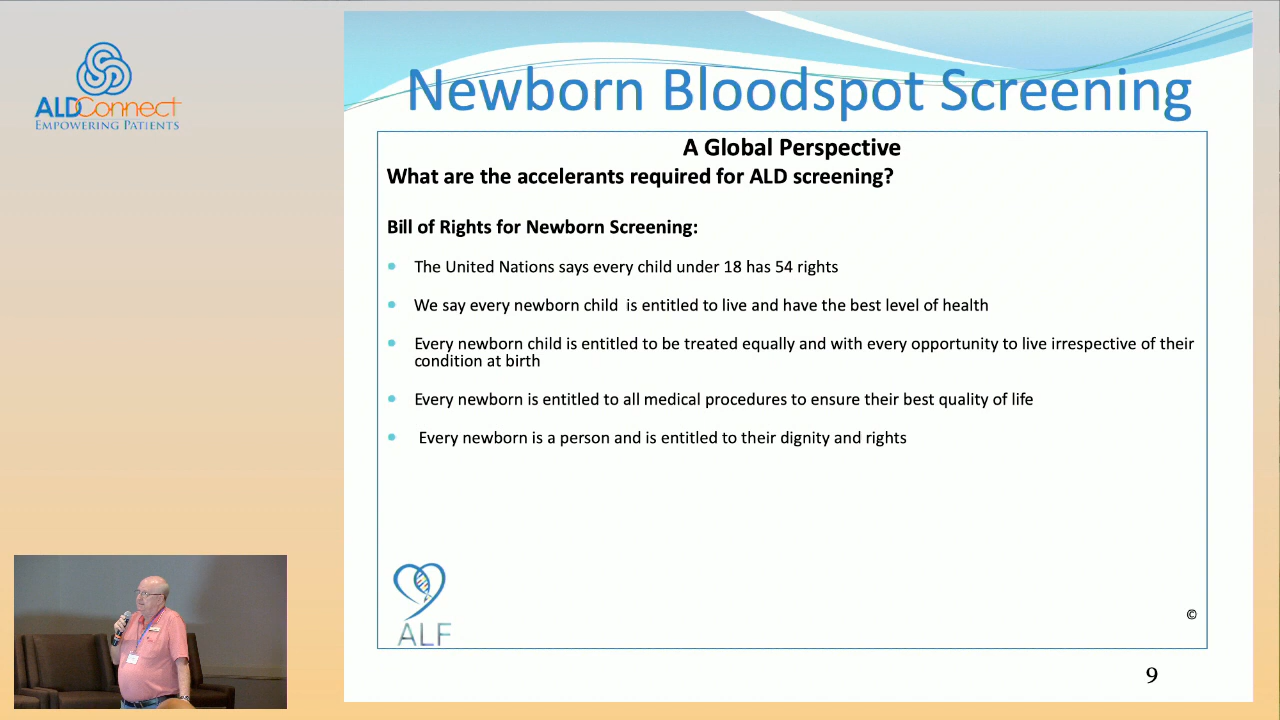 ALDConnect
EMPOWERING PATIENTS
Newborn Bloodspot Screening
A Global Perspective
What are the accelerants required for ALD screening?
Bill of Rights for Newborn Screening:
• The United Nations says every child under 18 has 54 rights
• We say every newborn child  is entitled to live and have the best level of health
• Every newborn child is entitled to be treated equally and with every opportunity to live irrespective of their
condition at birth
• Every newborn is entitled to all medical procedures to ensure their best quality of life
• Every newborn is a person and is entitled to their dignity and rights
ALF
©
9